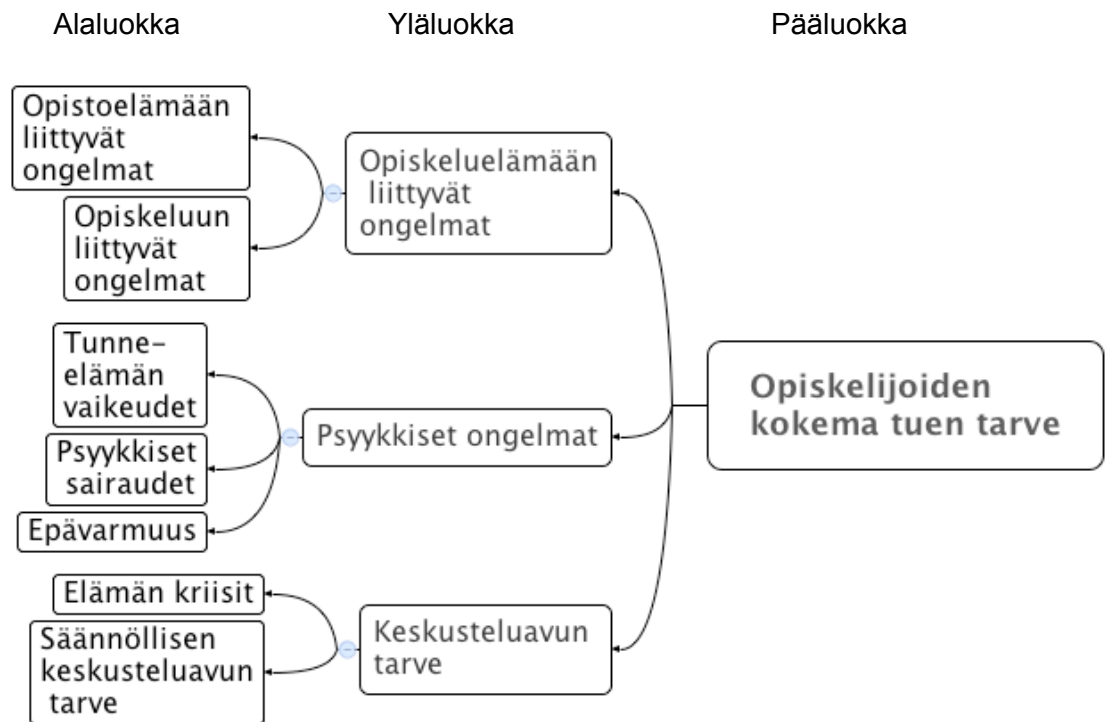 Alaluokka
Yläluokka
Pääluokka
Opistoelämään
liittyvät
ongelmat
Opiskeluun
liittyvät
ongelmat
Opiskeluelämään
liittyvät
ongelmat
Tunne-
elämän
vaikeudet
Psyykkiset
sairaudet
Epävarmuus
Psyykkiset ongelmat
Elämän kriisit
Säännöllisen
keskusteluavun
tarve
Keskusteluavun
tarve
Opiskelijoiden
kokema tuen tarve